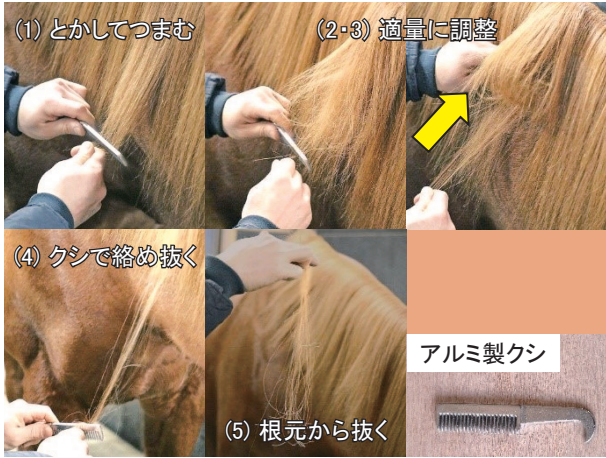 (1) とかしてつまむ
(2・3) 適量に調整
(4) クシで絡め抜く
(5) 根元から抜く
アルミ製クシ